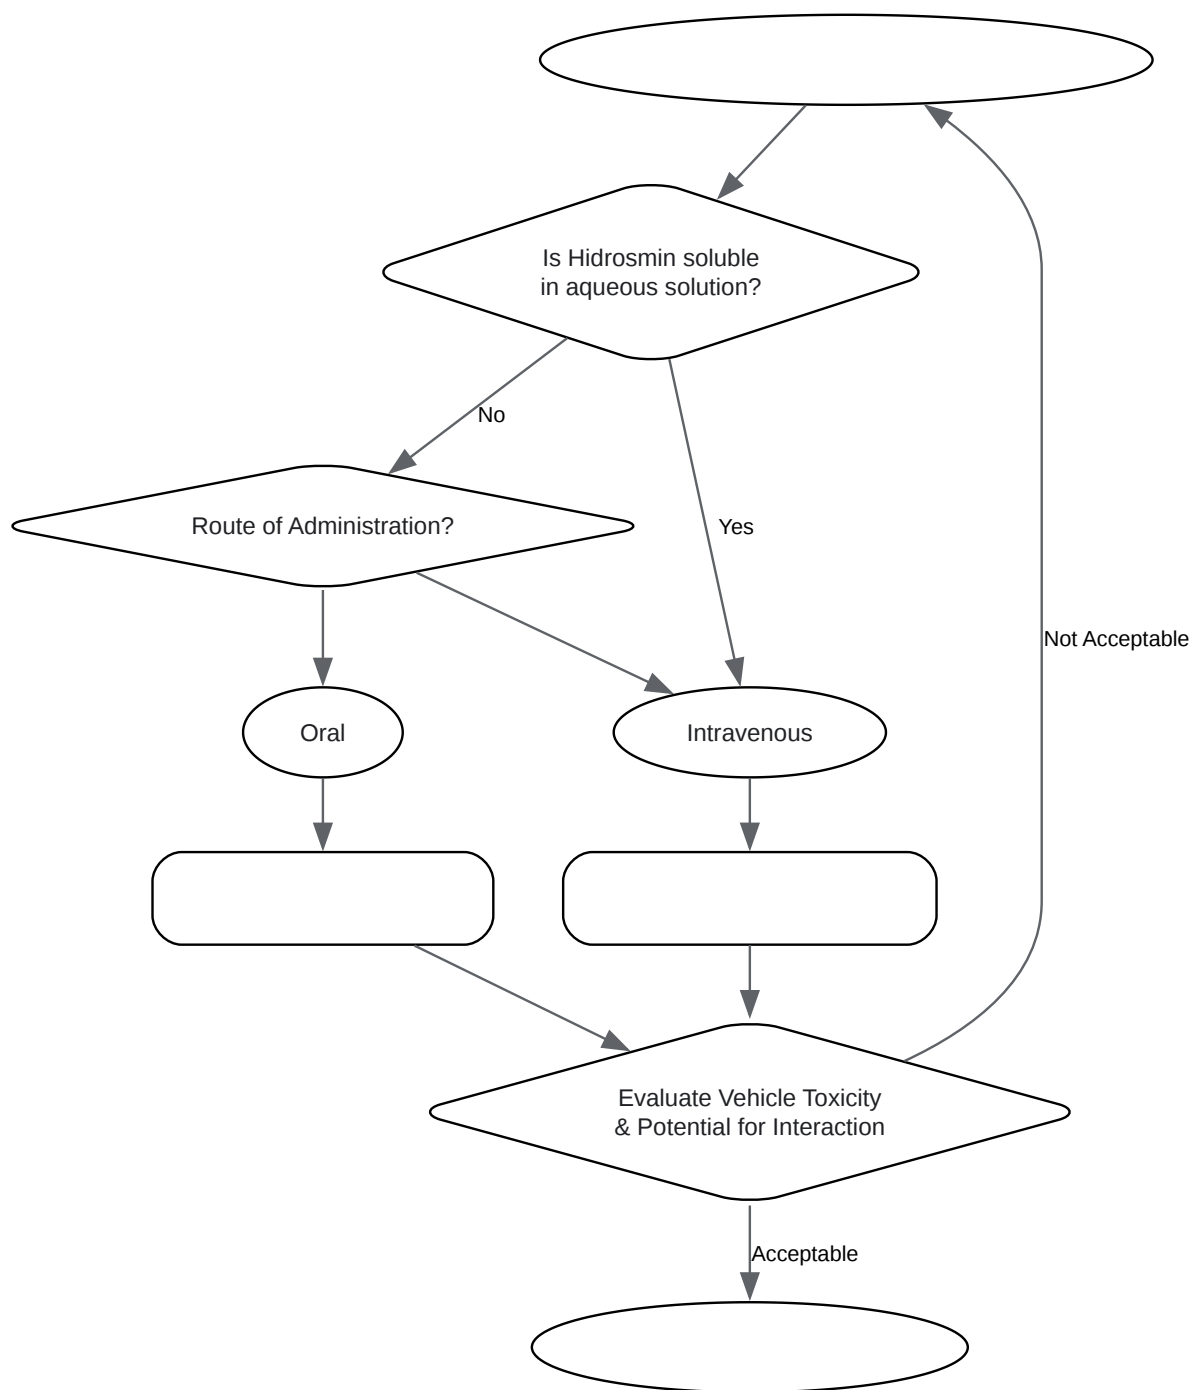 Is Hidrosmin soluble
in aqueous solution?
No
Route of Administration?
Yes
Not Acceptable
Oral
Intravenous
Evaluate Vehicle Toxicity
& Potential for Interaction
Acceptable